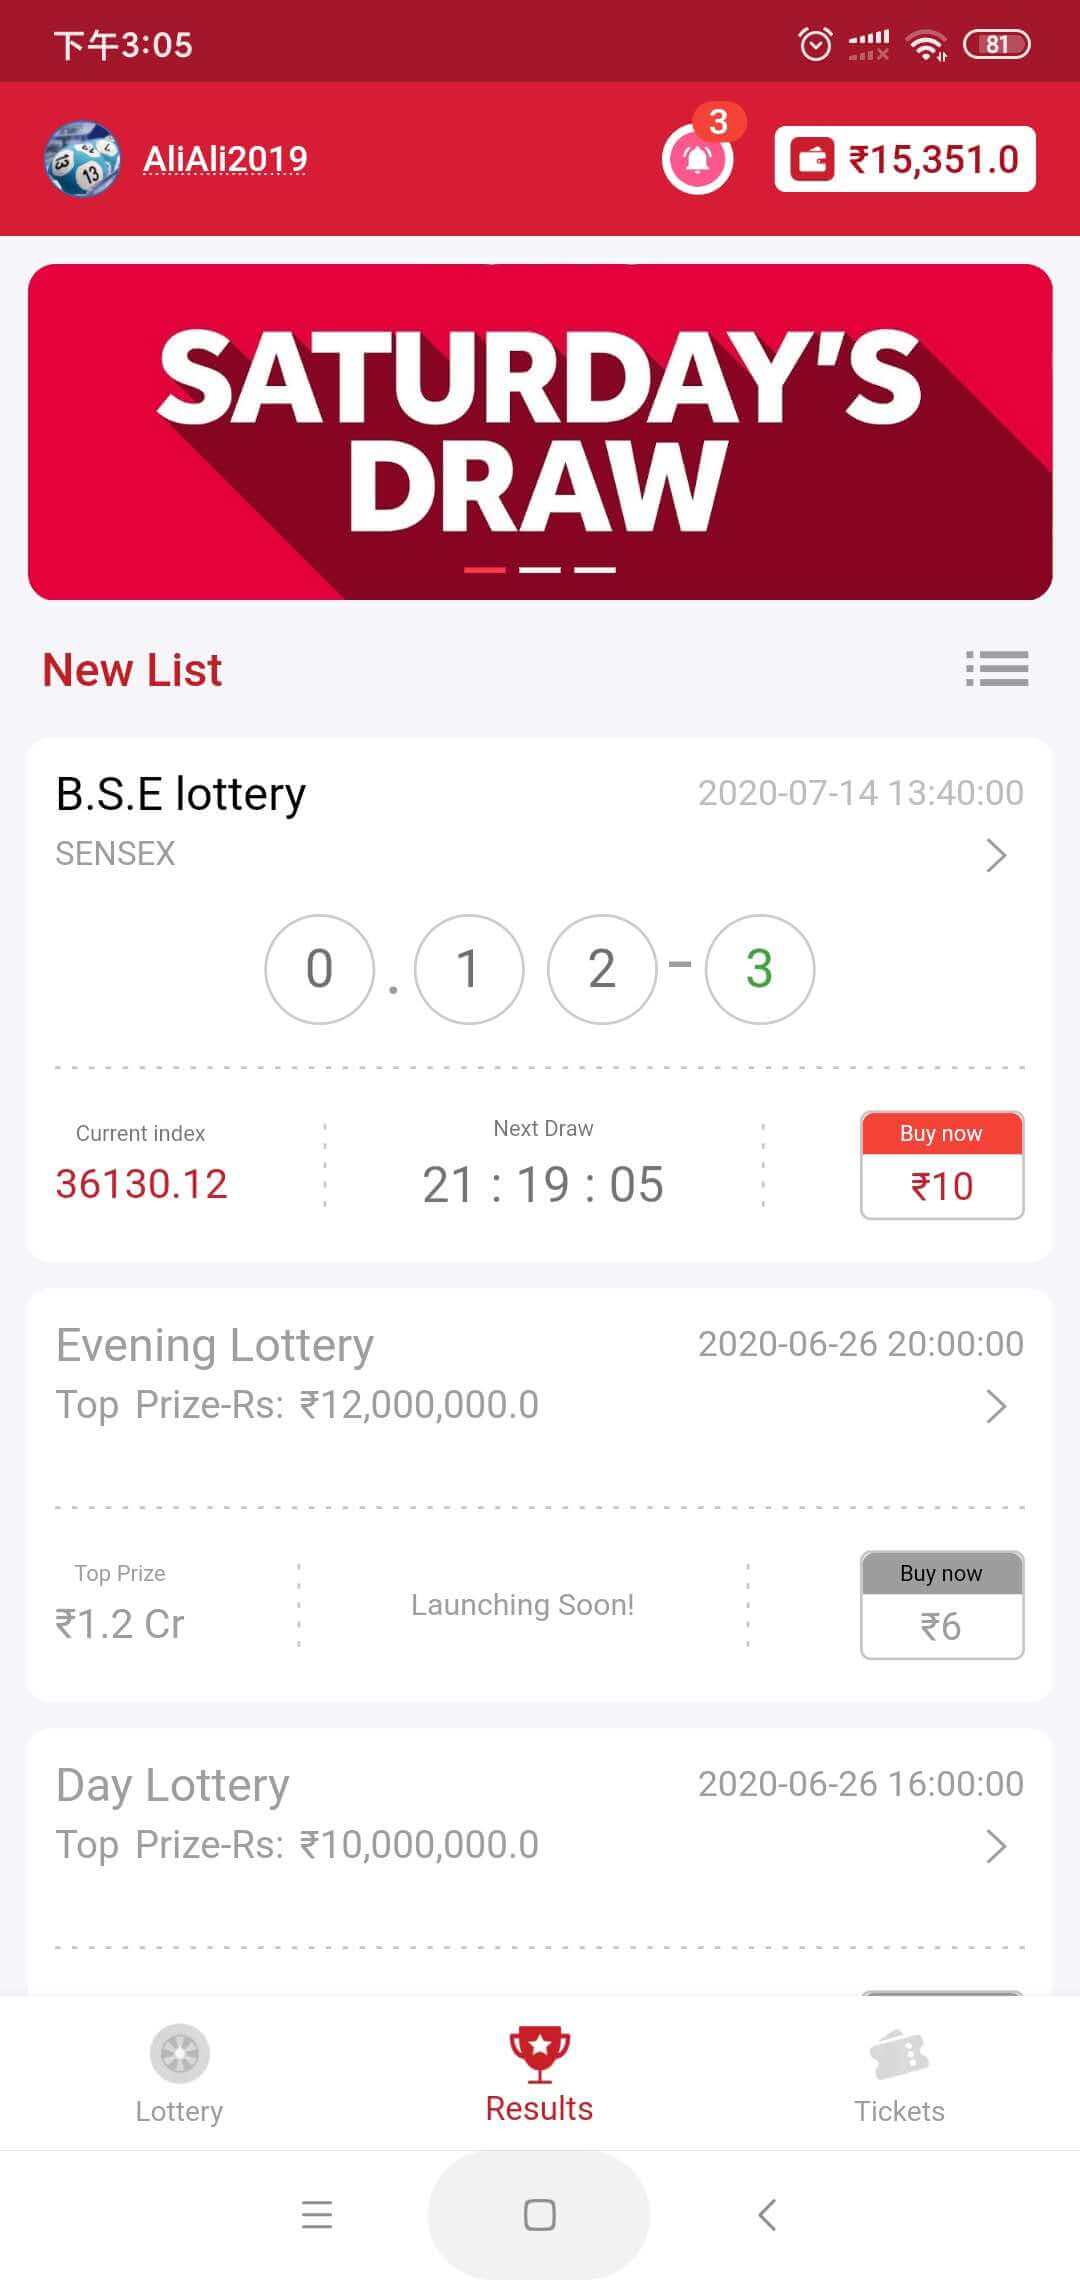 下午3:05
81
AliAli2019
3
₹15,351.0
SATURDAY'S
DRAW
New List
B.S.E lottery
2020-07-14 13:40:00
SENSEX
0 . 1 2 - 3
Current index
Next Draw
Buy now
36130.12
21 : 19 : 05
₹10
Evening Lottery
2020-06-26 20:00:00
Top Prize-Rs: ₹12,000,000.0
Top Prize
Launching Soon!
Buy now
₹1.2 Cr
₹6
Day Lottery
2020-06-26 16:00:00
Top Prize-Rs: ₹10,000,000.0
Lottery
Results
Tickets